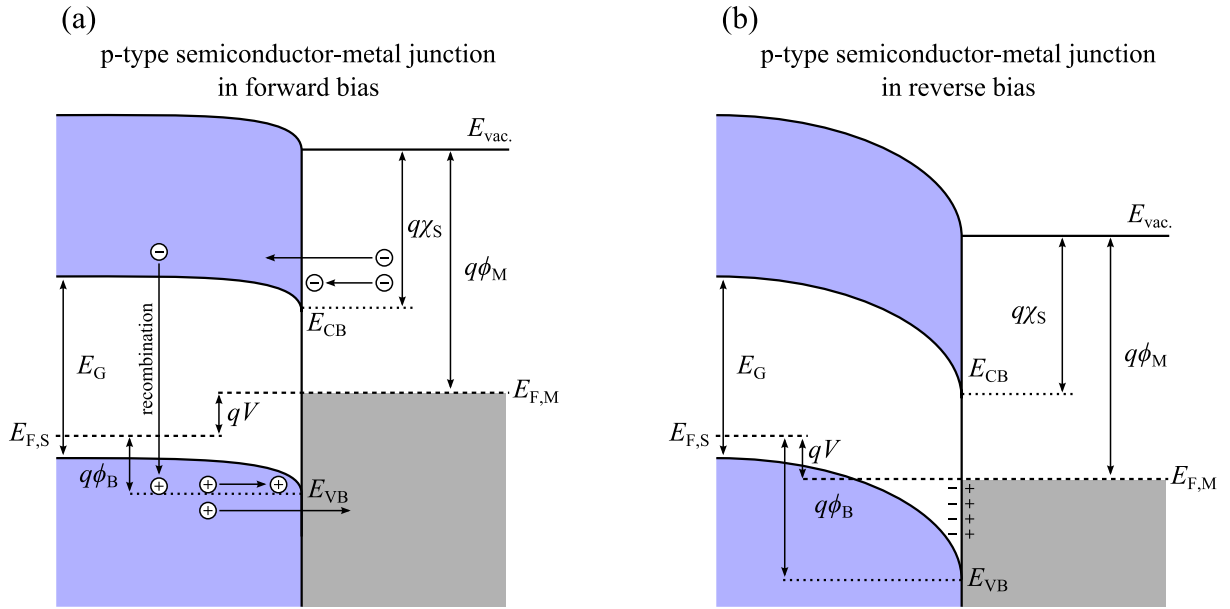 (a)
p-type semiconductor-metal junction
in forward bias
E_vac.
qχ_S
qϕ_M
E_CB
recombination
E_G
E_F,M
qV
E_F,S
qϕ_B
E_VB
(b)
p-type semiconductor-metal junction
in reverse bias
E_vac.
qχ_S
qϕ_M
E_CB
E_G
E_F,S
qV
E_F,M
qϕ_B
E_VB